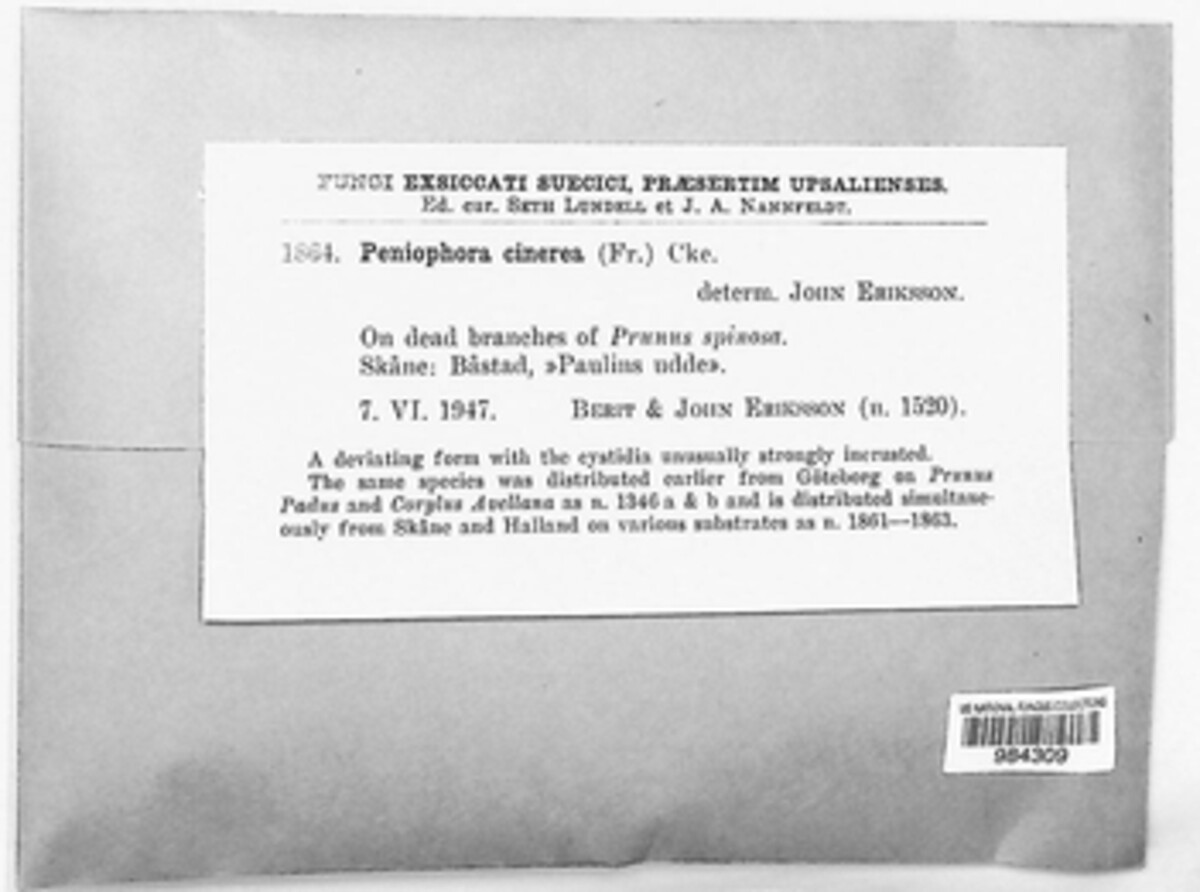 FUNGI EXSICCATI SUECICI, PRÆSERTIM UPSALIENSES.
Ed. cur. SETH LUNDELL et J. A. NANNFELDT.
1864. Peniophora cinerea (Fr.) Cke.
determ. JOHN ERIKSSON.
On dead branches of Prunus spinosa.
Skåne: Båstad, »Paulins udde».
7. VI. 1947. BERIT & JOHN ERIKSSON (n. 1520).
A deviating form with the cystidia unusually strongly incrusted.
The same species was distributed earlier from Göteborg on Prunus
Padus and Corylus Avellana as n. 1346 a & b and is distributed simultane-
ously from Skåne and Halland on various substrates as n. 1861—1863.
US NATIONAL FUNGUS COLLECTIONS
984309